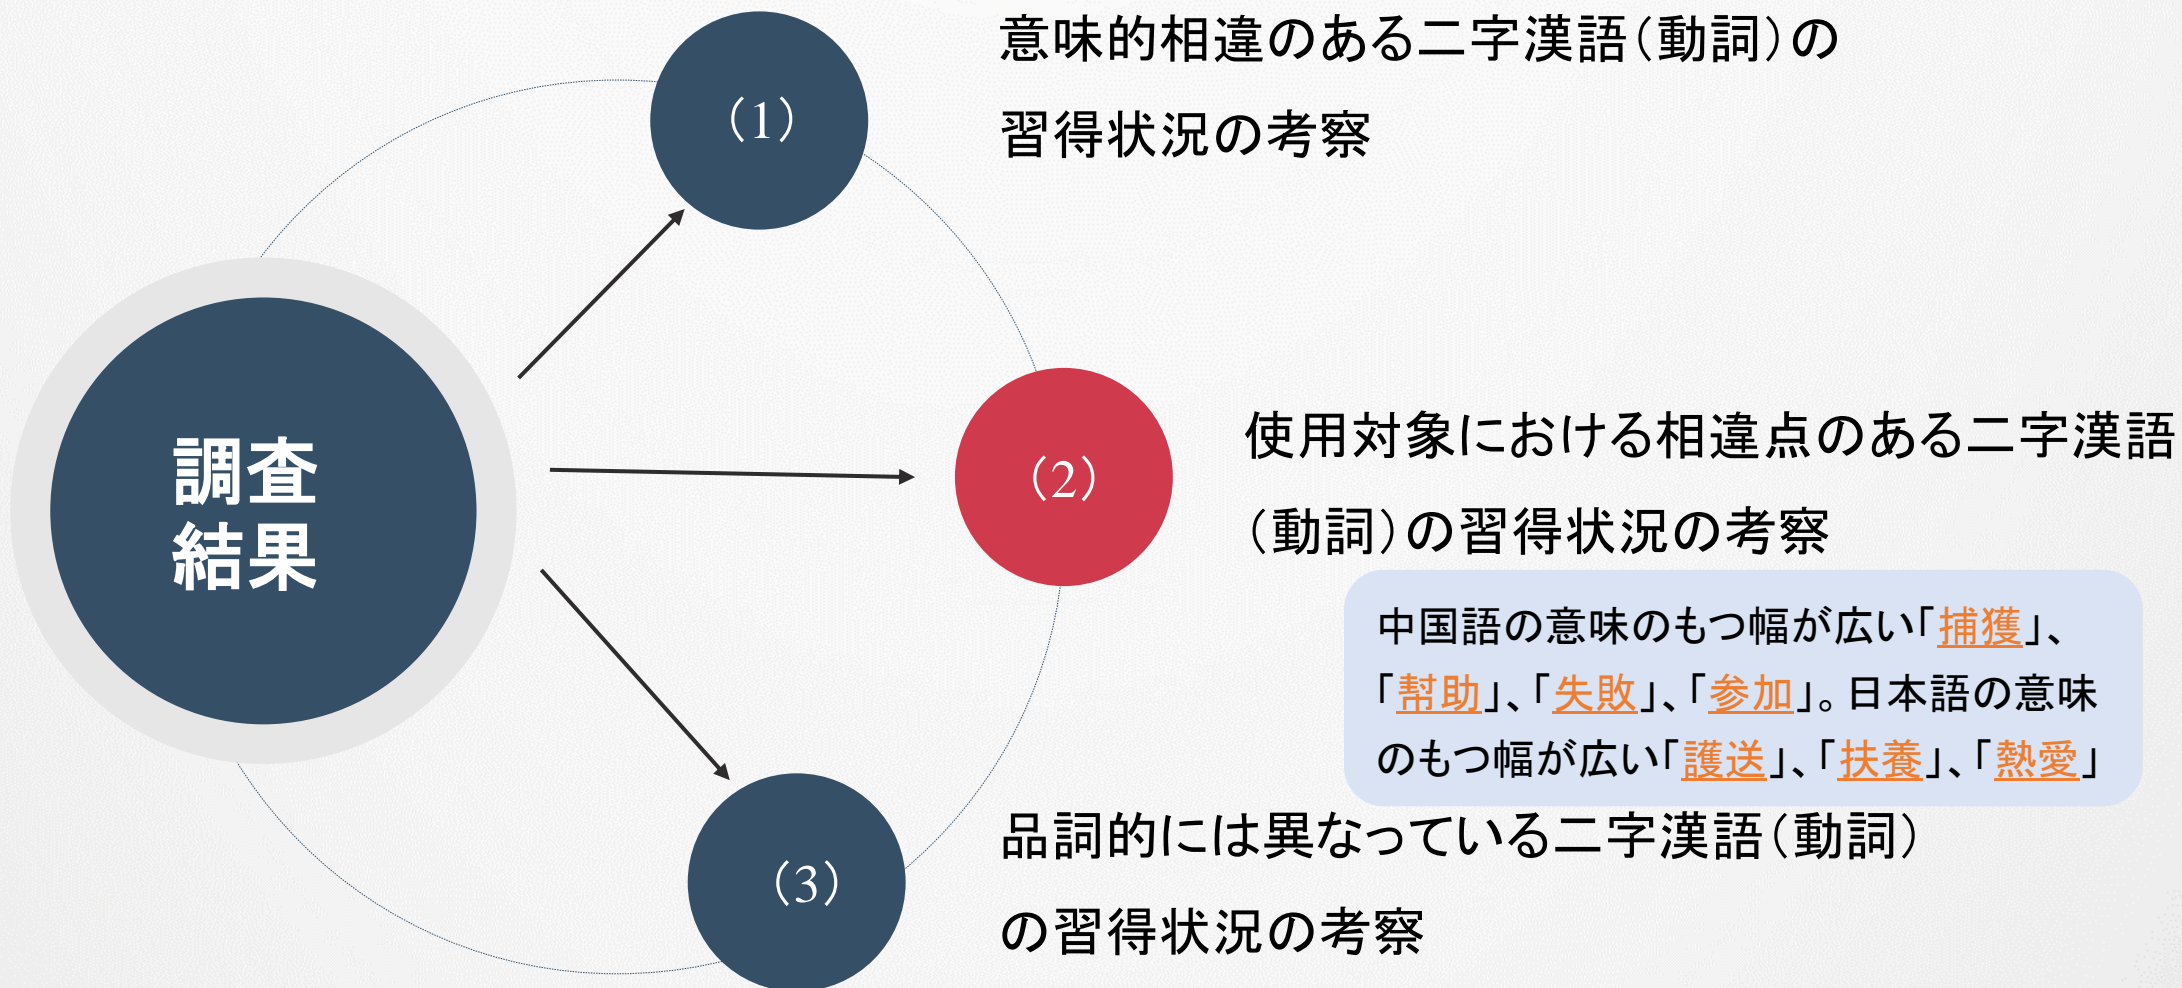 調査
結果
（1）
意味的相違のある二字漢語（動詞）の
習得状況の考察
（2）
使用対象における相違点のある二字漢語
（動詞）の習得状況の考察
中国語の意味のもつ幅が広い「捕獲」、
「幇助」、「失敗」、「参加」。日本語の意味
のもつ幅が広い「護送」、「扶養」、「熱愛」
（3）
品詞的には異なっている二字漢語（動詞）
の習得状況の考察